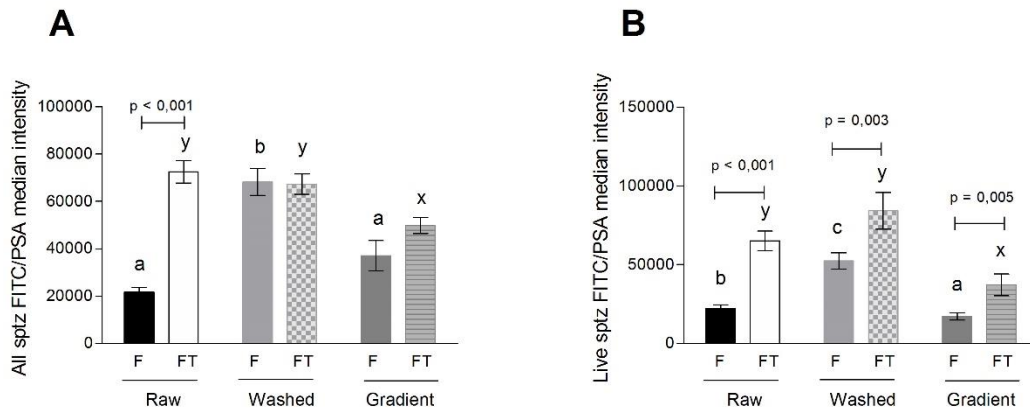 A
All sptz FITC/PSA median intensity
100000
80000
60000
40000
20000
0
p < 0,001
a
y
b
y
a
x
F FT F FT F FT
Raw Washed Gradient
B
Live sptz FITC/PSA median intensity
150000
100000
50000
0
p < 0,001
p = 0,003
p = 0,005
b
y
c
y
a
x
F FT F FT F FT
Raw Washed Gradient